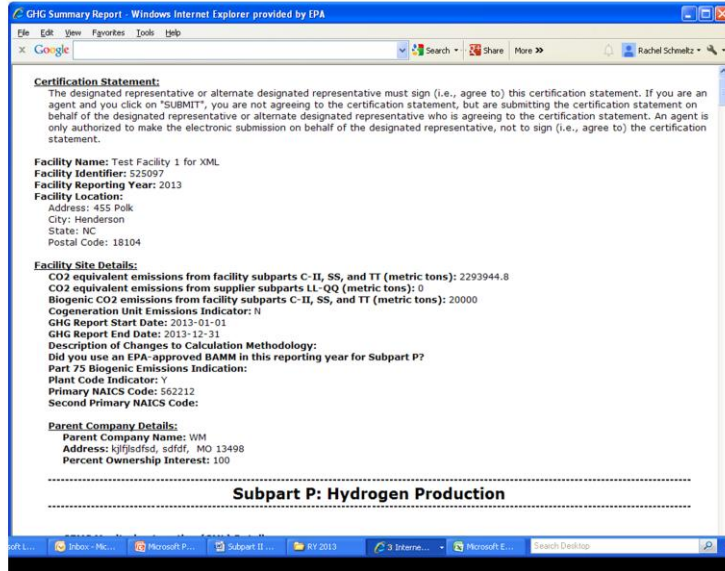 GHG Summary Report - Windows Internet Explorer provided by EPA
File Edit View Favorites Tools Help
x Google Search Share More » Rachel Schmeltz
Certification Statement:
The designated representative or alternate designated representative must sign (i.e., agree to) this certification statement. If you are an
agent and you click on "SUBMIT", you are not agreeing to the certification statement, but are submitting the certification statement on
behalf of the designated representative or alternate designated representative who is agreeing to the certification statement. An agent is
only authorized to make the electronic submission on behalf of the designated representative, not to sign (i.e., agree to) the certification
statement.
Facility Name: Test Facility 1 for XML
Facility Identifier: 525097
Facility Reporting Year: 2013
Facility Location:
Address: 455 Polk
City: Henderson
State: NC
Postal Code: 18104
Facility Site Details:
CO2 equivalent emissions from facility subparts C-II, SS, and TT (metric tons): 2293944.8
CO2 equivalent emissions from supplier subparts LL-QQ (metric tons): 0
Biogenic CO2 emissions from facility subparts C-II, SS, and TT (metric tons): 20000
Cogeneration Unit Emissions Indicator: N
GHG Report Start Date: 2013-01-01
GHG Report End Date: 2013-12-31
Description of Changes to Calculation Methodology:
Did you use an EPA-approved BAMM in this reporting year for Subpart P?
Part 75 Biogenic Emissions Indication:
Plant Code Indicator: Y
Primary NAICS Code: 562212
Second Primary NAICS Code:
Parent Company Details:
Parent Company Name: WM
Address: kjlfjlsdfsd, sdfdf, MO 13498
Percent Ownership Interest: 100
Subpart P: Hydrogen Production
soft L... Inbox - Mic... Microsoft P... Subpart II ... RY 2013 3 Interne... Microsoft E... Search Desktop